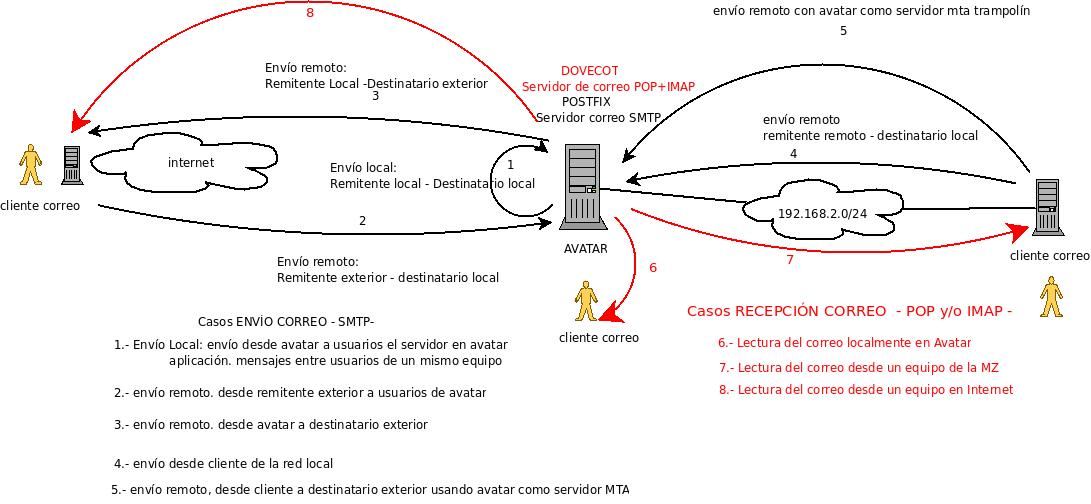 8
envío remoto con avatar como servidor mta trampolín
5
Envío remoto:
Remitente Local -Destinatario exterior
3
DOVECOT
Servidor de correo POP+IMAP
POSTFIX
Servidor correo SMTP
envío remoto
remitente remoto - destinatario local
4
internet
1
Envío local:
Remitente local - Destinatario local
cliente correo
2
192.168.2.0/24
AVATAR
cliente correo
Envío remoto:
Remitente exterior - destinatario local
6
7
cliente correo
Casos ENVÍO CORREO - SMTP-
1.- Envío Local: envío desde avatar a usuarios el servidor en avatar
aplicación. mensajes entre usuarios de un mismo equipo
2.- envío remoto. desde remitente exterior a usuarios de avatar
3.- envío remoto. desde avatar a destinatario exterior
4.- envío desde cliente de la red local
5.- envío remoto, desde cliente a destinatario exterior usando avatar como servidor MTA
Casos RECEPCIÓN CORREO - POP y/o IMAP -
6.- Lectura del correo localmente en Avatar
7.- Lectura del correo desde un equipo de la MZ
8.- Lectura del correo desde un equipo en Internet